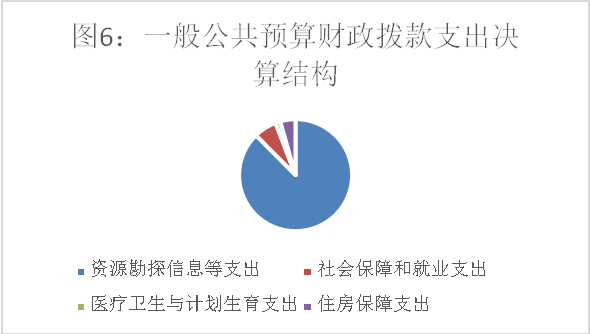 图6：一般公共预算财政拨款支出决
算结构
资源勘探信息等支出 社会保障和就业支出
医疗卫生与计划生育支出 住房保障支出